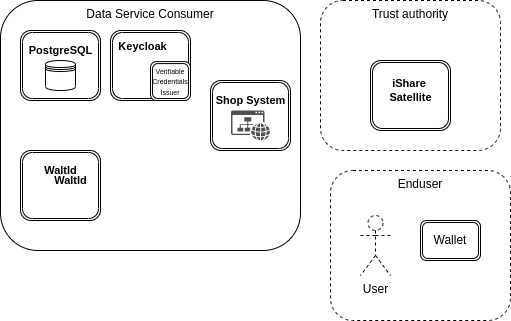 Data Service Consumer
PostgreSQL
Keycloak
Verifiable
Credentials
Issuer
Shop System
WaltId
WaltId
Trust authority
iShare
Satellite
Enduser
Wallet
User